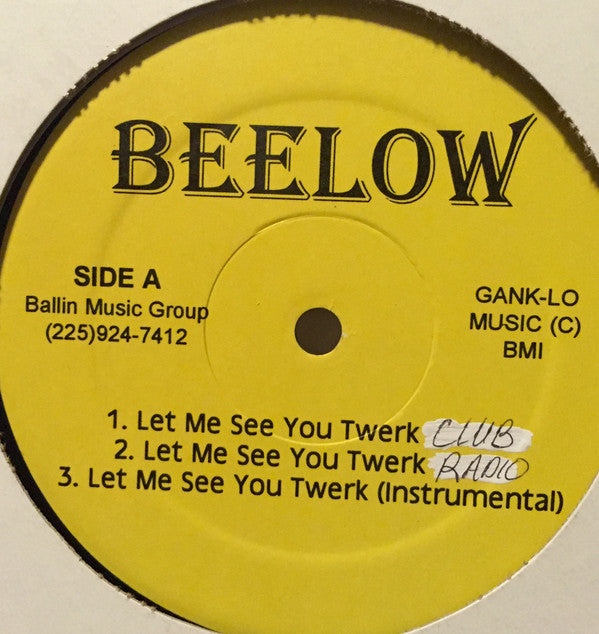 BEELOW
SIDE A
Ballin Music Group
(225)924-7412
GANK-LO
MUSIC (C)
BMI
1. Let Me See You Twerk CLUB
2. Let Me See You Twerk RADIO
3. Let Me See You Twerk (Instrumental)